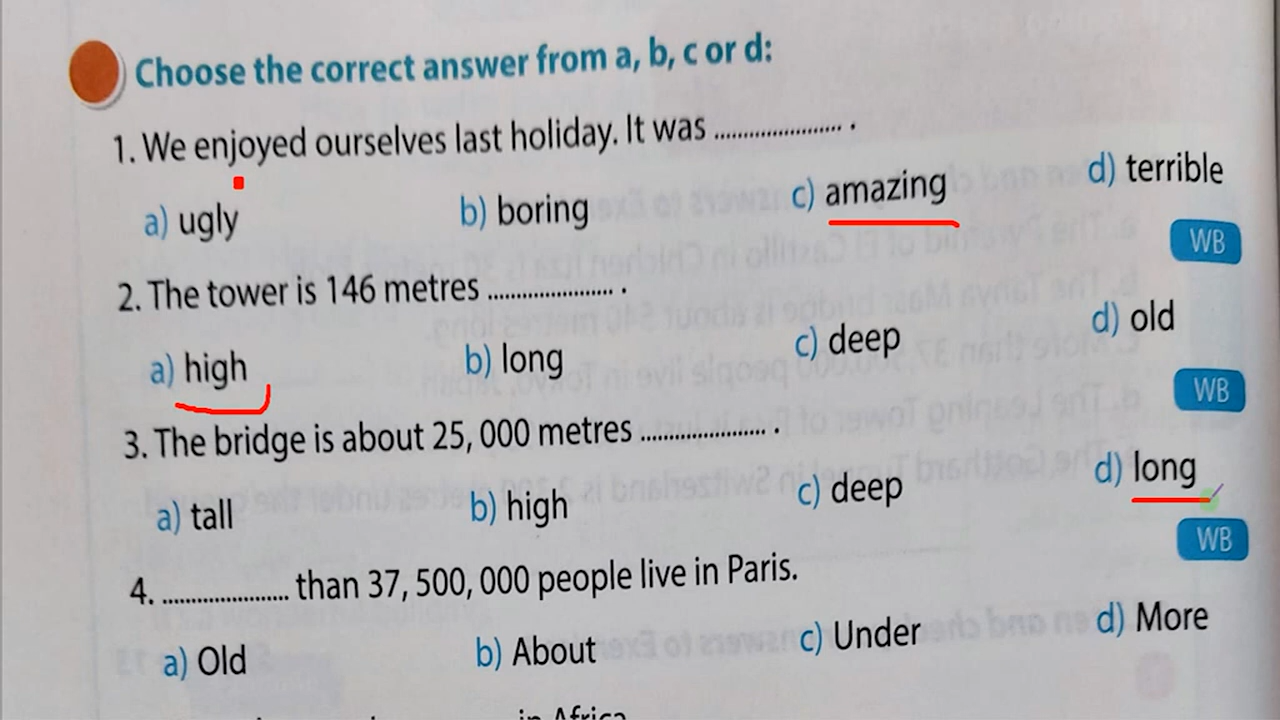 Choose the correct answer from a, b, c or d:
1. We enjoyed ourselves last holiday. It was ...................... .
a) ugly b) boring c) amazing d) terrible
WB
2. The tower is 146 metres ...................... .
a) high b) long c) deep d) old
WB
3. The bridge is about 25, 000 metres ...................... .
a) tall b) high c) deep d) long
WB
4. ...................... than 37, 500, 000 people live in Paris.
a) Old b) About c) Under d) More
in Africa